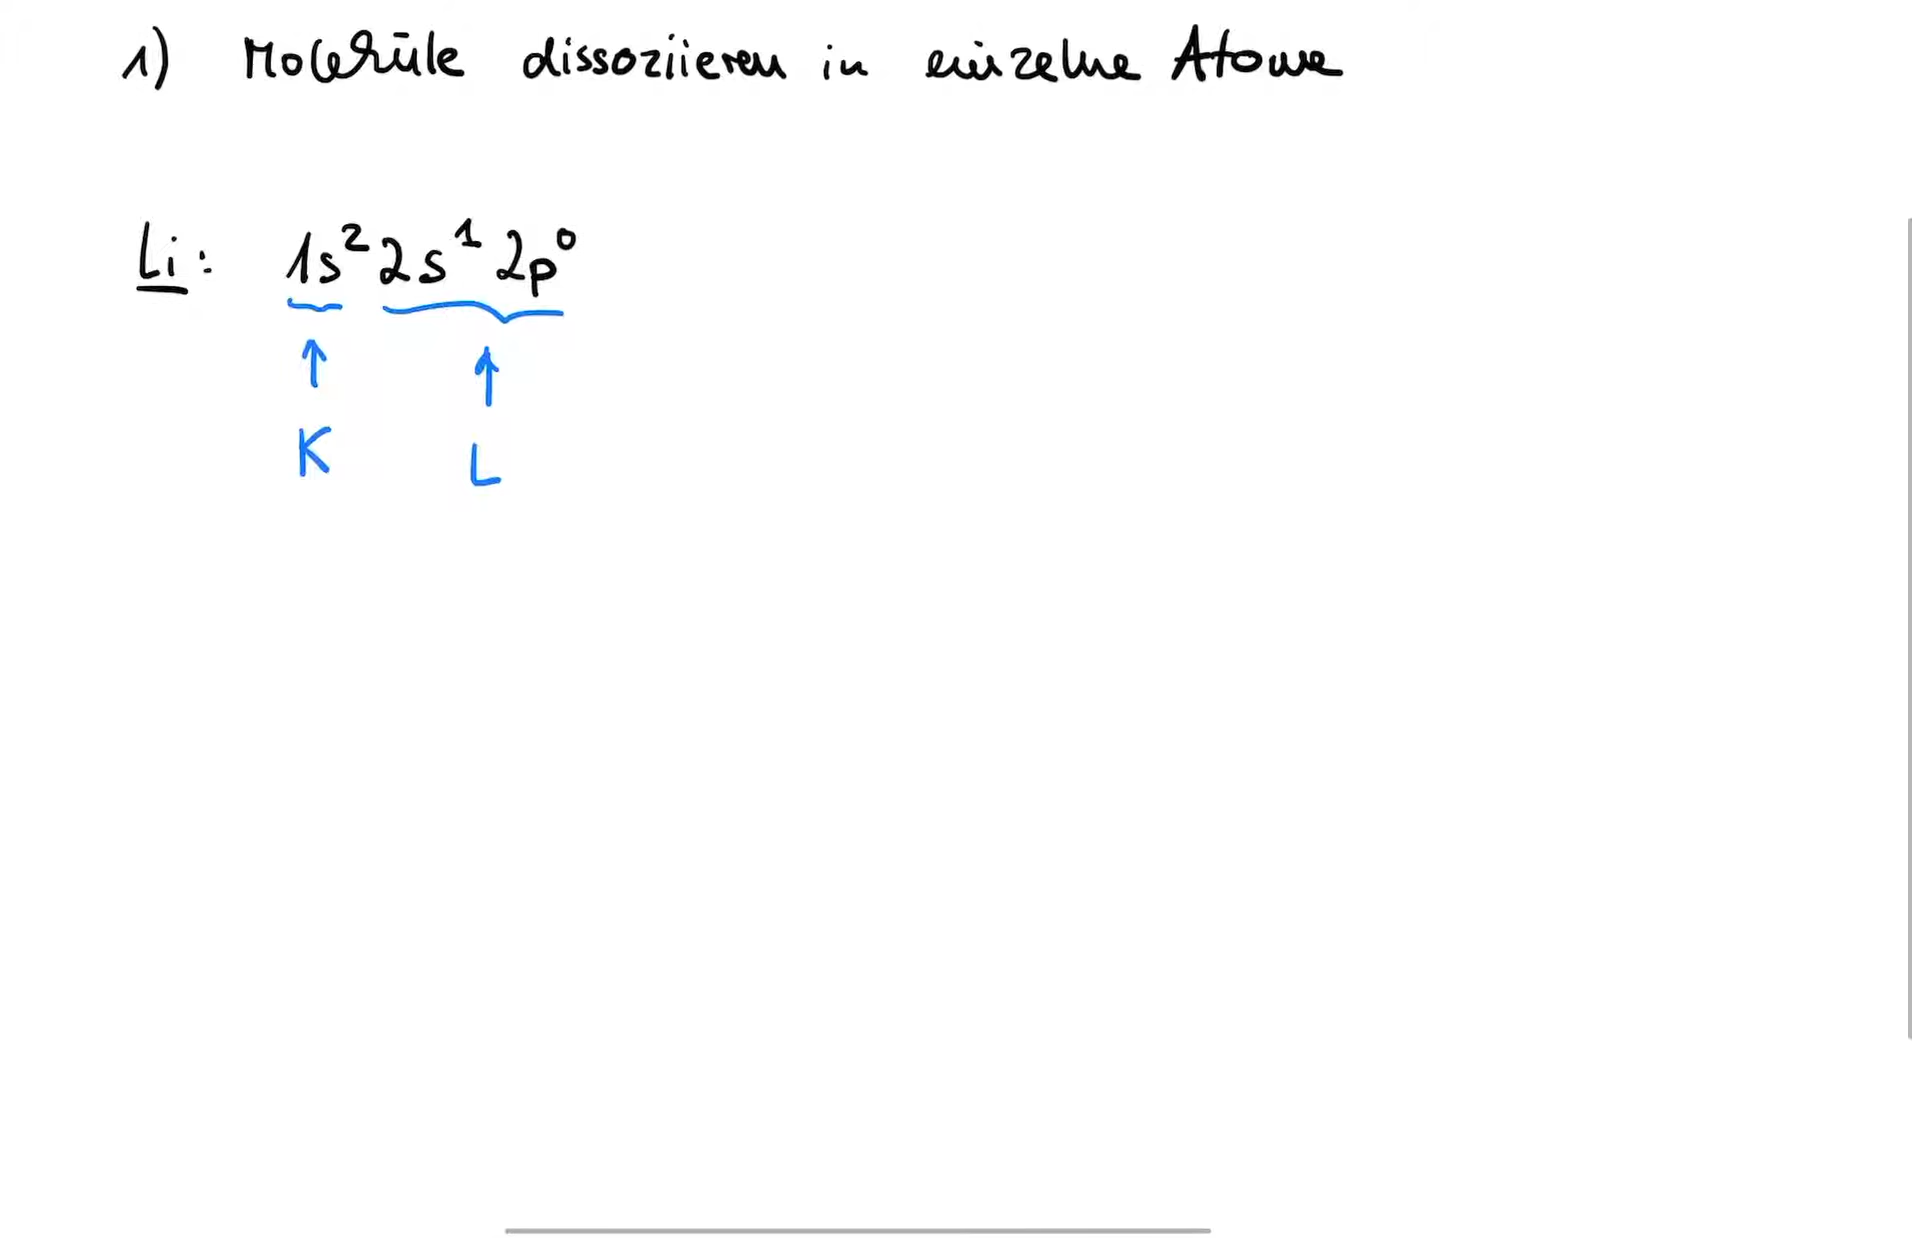 1) Moleküle dissoziieren in einzelne Atome
Li: 1s² 2s¹ 2p⁰
K L